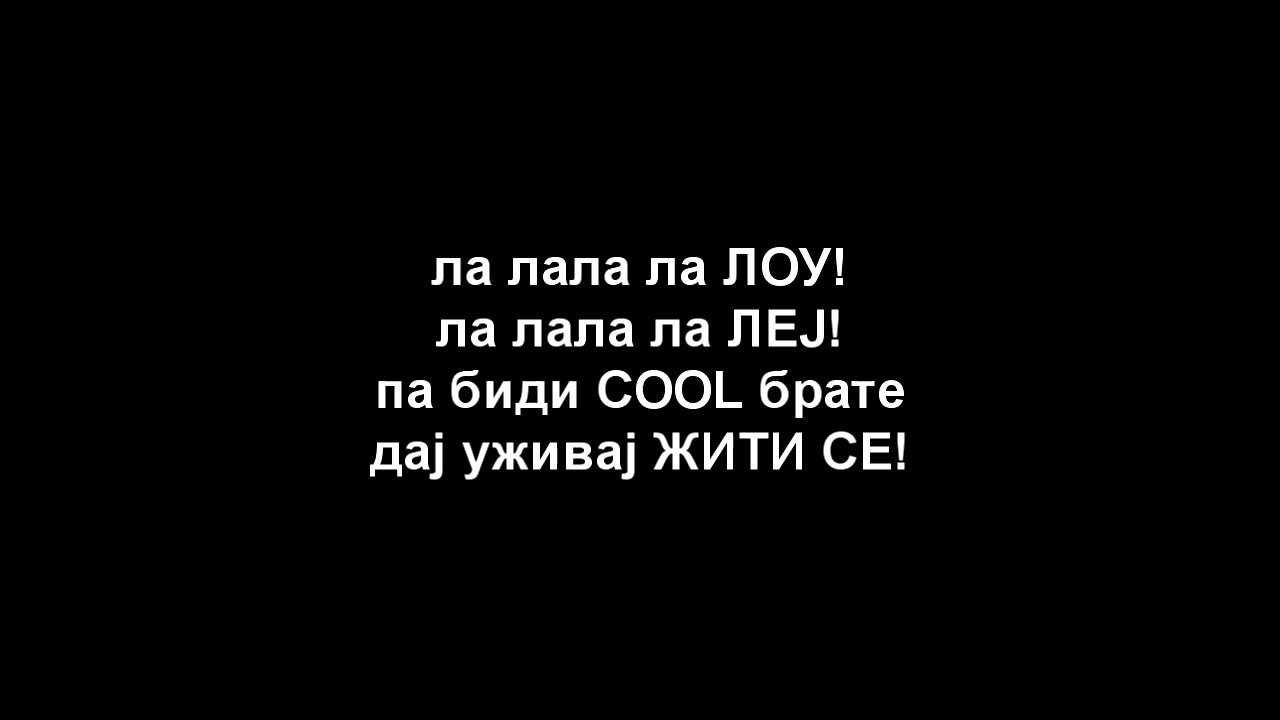 ла лала ла ЛОУ!
ла лала ла ЛЕЈ!
па биди COOL брате
дај уживај ЖИТИ СЕ!